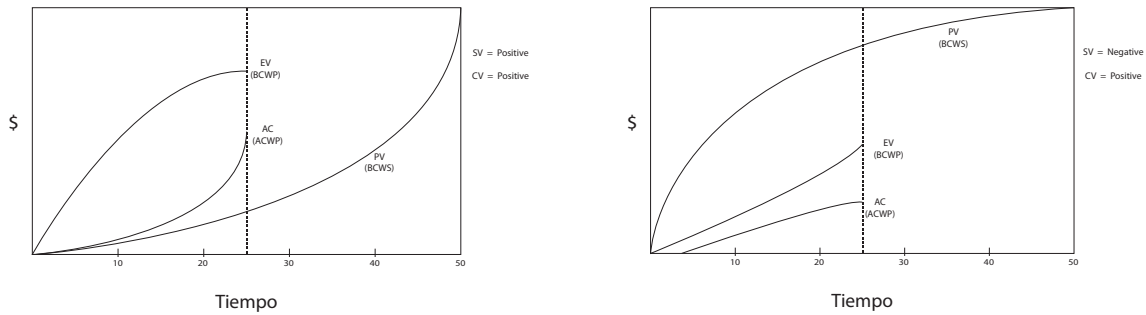 SV = Positive
CV = Positive
EV
(BCWP)
AC
(ACWP)
PV
(BCWS)
$
10
20
30
40
50
Tiempo
PV
(BCWS)
SV = Negative
CV = Positive
$
EV
(BCWP)
AC
(ACWP)
10
20
30
40
50
Tiempo